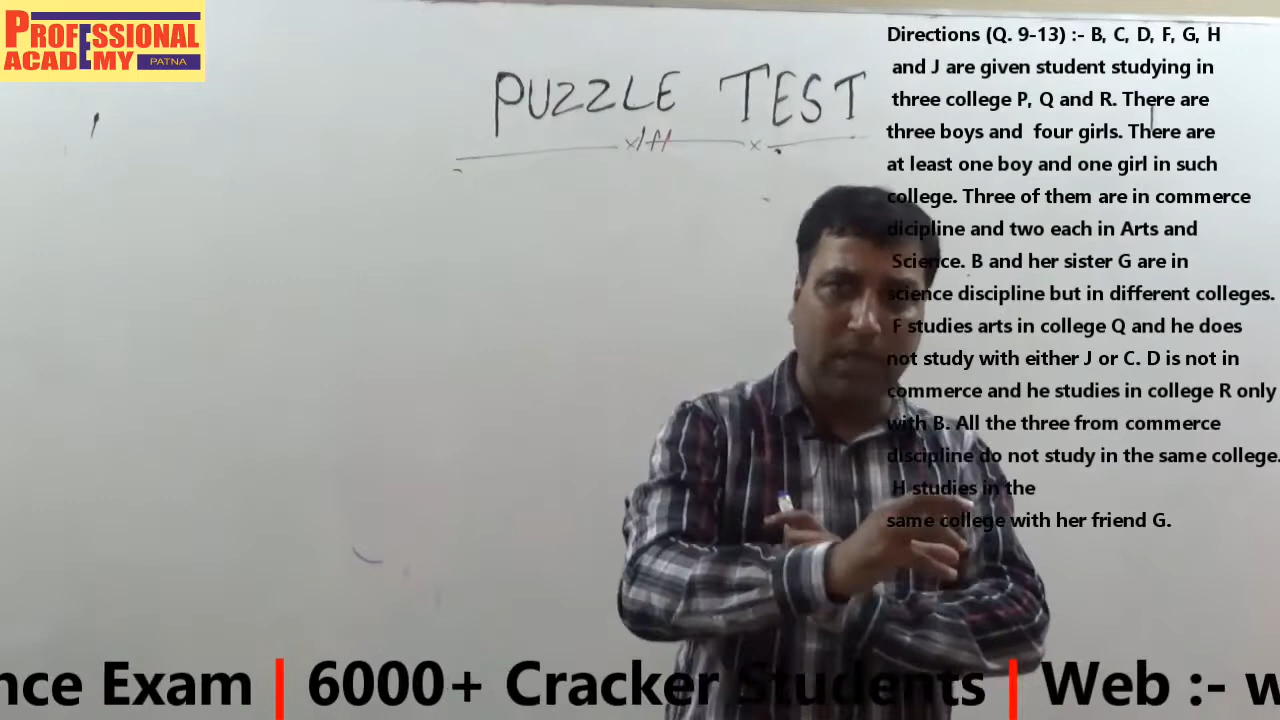 PROFESSIONAL
ACADEMY PATNA
PUZZLE TEST
Directions (Q. 9-13) :- B, C, D, F, G, H
and J are given student studying in
three college P, Q and R. There are
three boys and four girls. There are
at least one boy and one girl in such
college. Three of them are in commerce
dicipline and two each in Arts and
Science. B and her sister G are in
science discipline but in different colleges.
F studies arts in college Q and he does
not study with either J or C. D is not in
commerce and he studies in college R only
with B. All the three from commerce
discipline do not study in the same college.
H studies in the
same college with her friend G.
nce Exam | 6000+ Cracker Students | Web :- w